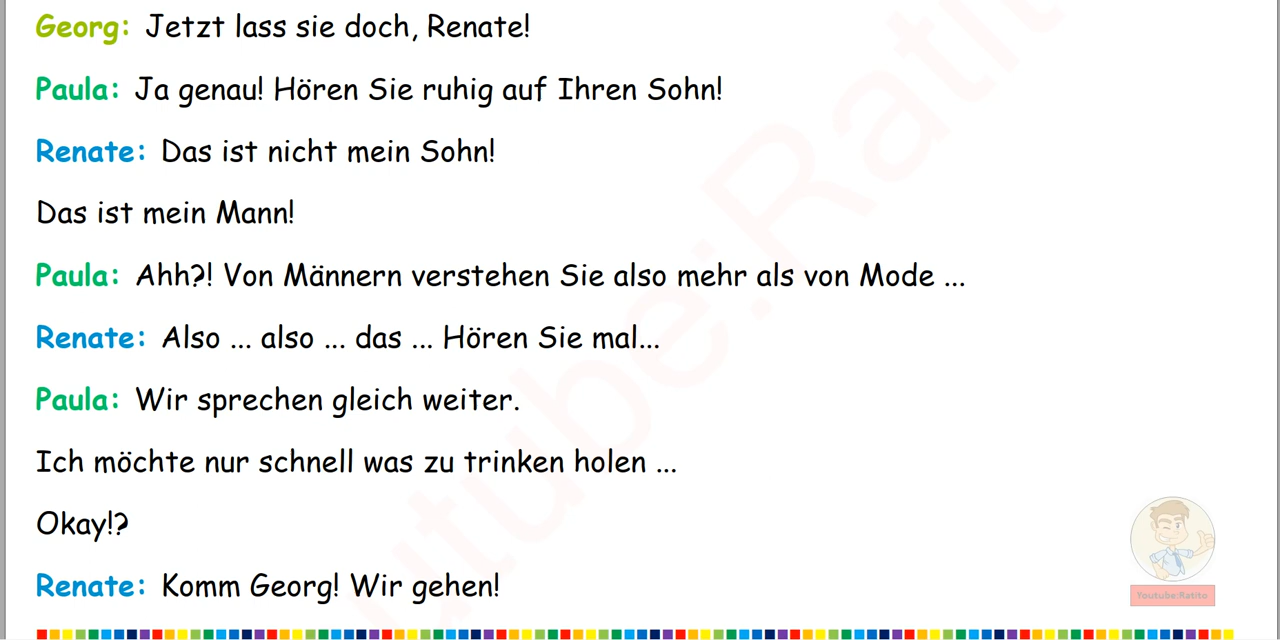 Georg: Jetzt lass sie doch, Renate!
Paula: Ja genau! Hören Sie ruhig auf Ihren Sohn!
Renate: Das ist nicht mein Sohn!
Das ist mein Mann!
Paula: Ahh?! Von Männern verstehen Sie also mehr als von Mode ...
Renate: Also ... also ... das ... Hören Sie mal...
Paula: Wir sprechen gleich weiter.
Ich möchte nur schnell was zu trinken holen ...
Okay!?
Renate: Komm Georg! Wir gehen!
Youtube:Ratito
utube:Ratit